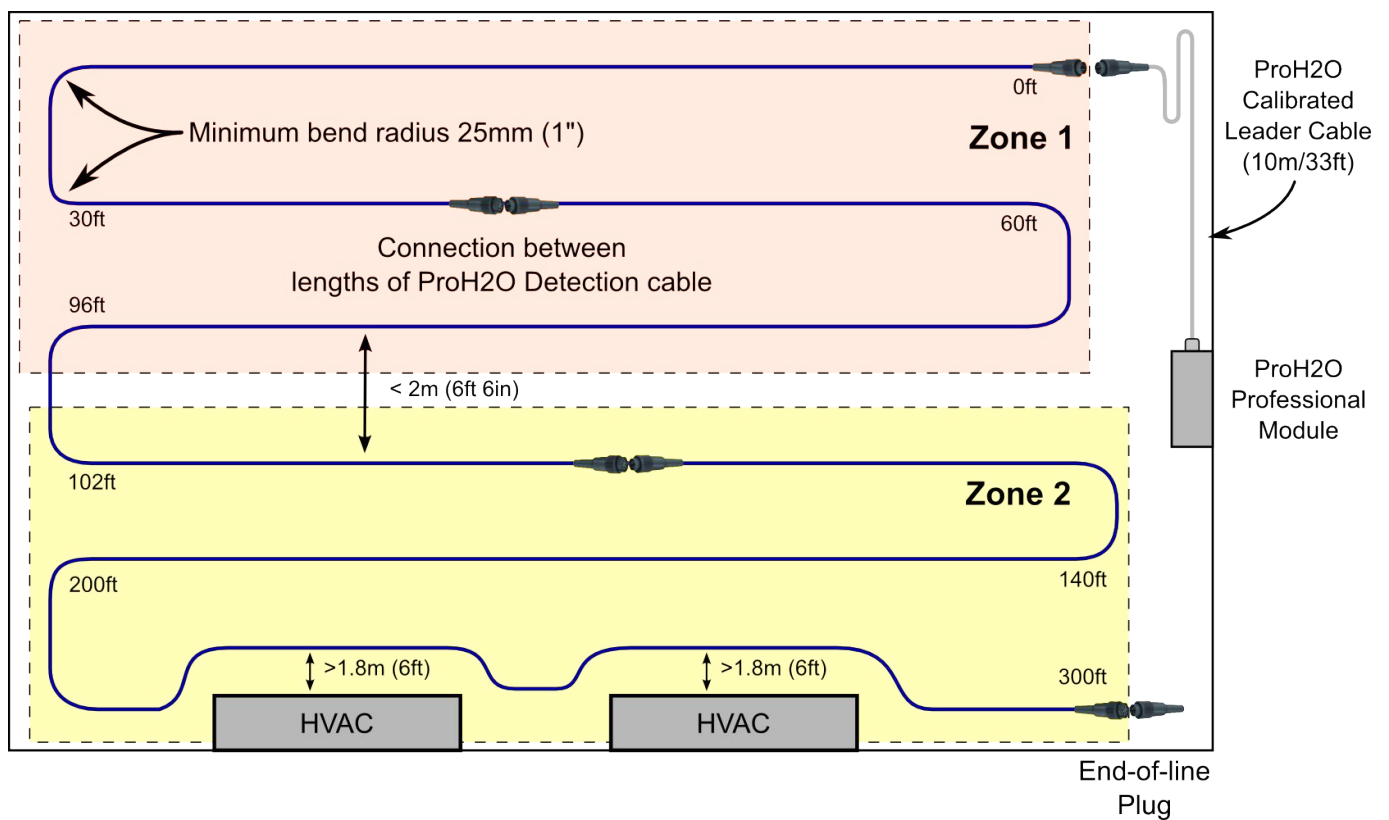 0ft
ProH2O
Calibrated
Leader Cable
(10m/33ft)
Minimum bend radius 25mm (1")
Zone 1
30ft
60ft
Connection between
lengths of ProH2O Detection cable
96ft
< 2m (6ft 6in)
ProH2O
Professional
Module
102ft
Zone 2
200ft
140ft
>1.8m (6ft)
>1.8m (6ft)
300ft
HVAC
HVAC
End-of-line
Plug